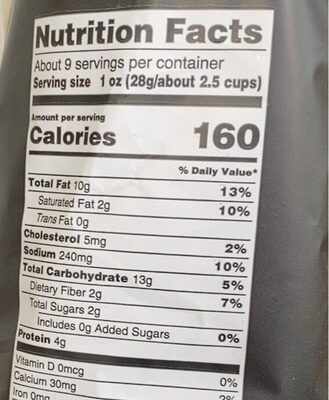 Nutrition Facts
About 9 servings per container
Serving size 1 oz (28g/about 2.5 cups)
Amount per serving
Calories 160
% Daily Value*
Total Fat 10g 13%
Saturated Fat 2g 10%
Trans Fat 0g
Cholesterol 5mg 2%
Sodium 240mg 10%
Total Carbohydrate 13g 5%
Dietary Fiber 2g 7%
Total Sugars 2g
Includes 0g Added Sugars 0%
Protein 4g
Vitamin D 0mcg 0%
Calcium 30mg 2%
Iron 0mg